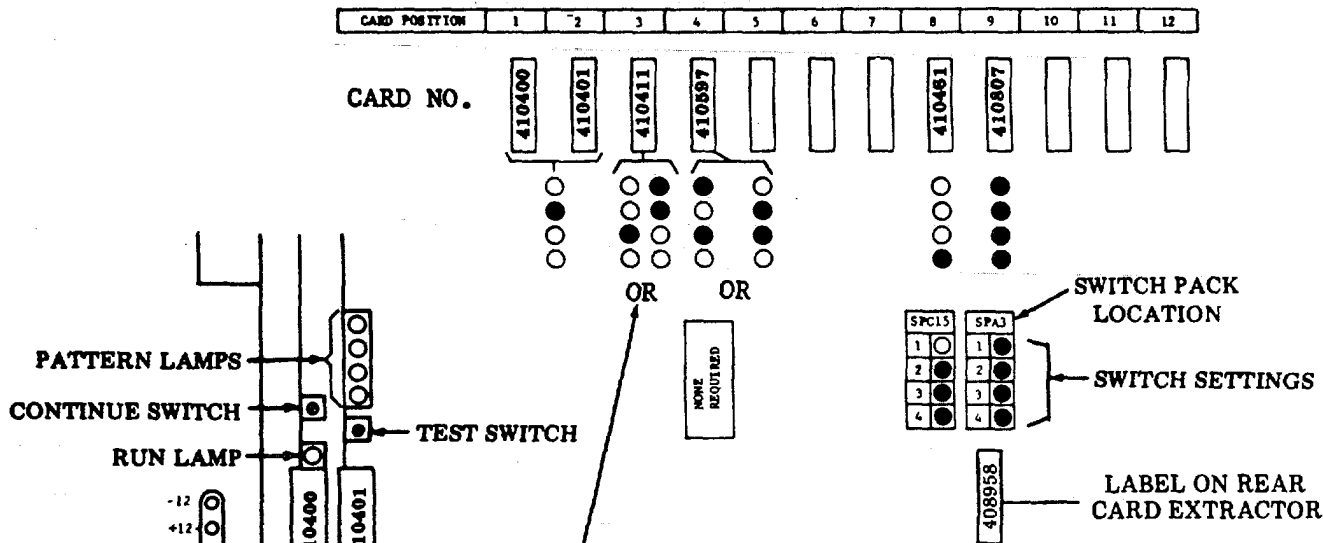 CARD POSITION 1 2 3 4 5 6 7 8 9 10 11 12
CARD NO. 410400 410401 410411 410597 410461 410807
OR OR
SWITCH PACK
LOCATION
SPC15 SPA3
1 1
2 2
3 3
4 4
NONE
REQUIRED
SWITCH SETTINGS
PATTERN LAMPS
CONTINUE SWITCH
TEST SWITCH
RUN LAMP
408958
LABEL ON REAR
CARD EXTRACTOR
-12
+12
10400 10401